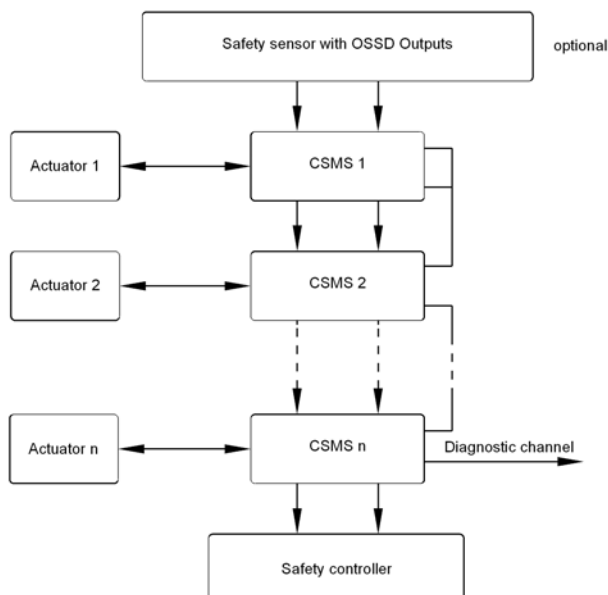 Safety sensor with OSSD Outputs
optional
Actuator 1
CSMS 1
Actuator 2
CSMS 2
Actuator n
CSMS n
Diagnostic channel
Safety controller